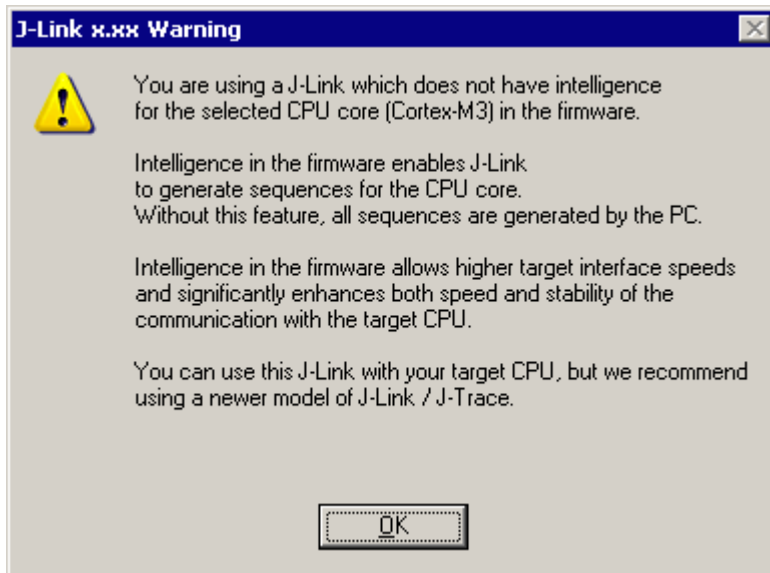 J-Link x.xx Warning
You are using a J-Link which does not have intelligence
for the selected CPU core (Cortex-M3) in the firmware.
Intelligence in the firmware enables J-Link
to generate sequences for the CPU core.
Without this feature, all sequences are generated by the PC.
Intelligence in the firmware allows higher target interface speeds
and significantly enhances both speed and stability of the
communication with the target CPU.
You can use this J-Link with your target CPU, but we recommend
using a newer model of J-Link / J-Trace.
OK